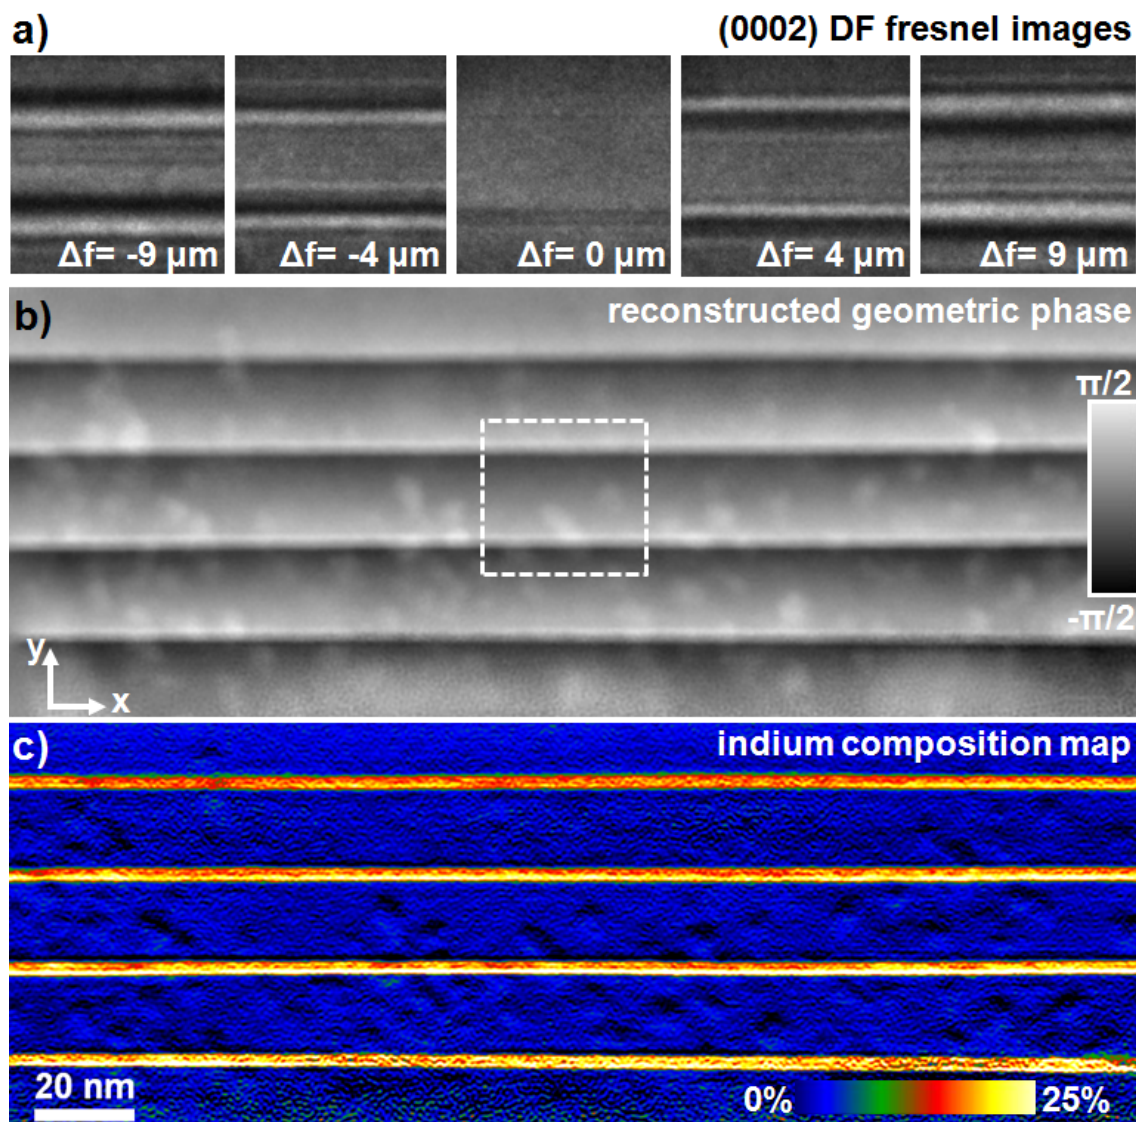 a)
(0002) DF fresnel images
Δf= -9 μm
Δf= -4 μm
Δf= 0 μm
Δf= 4 μm
Δf= 9 μm
b)
reconstructed geometric phase
π/2
-π/2
y
x
c)
indium composition map
20 nm
0%
25%